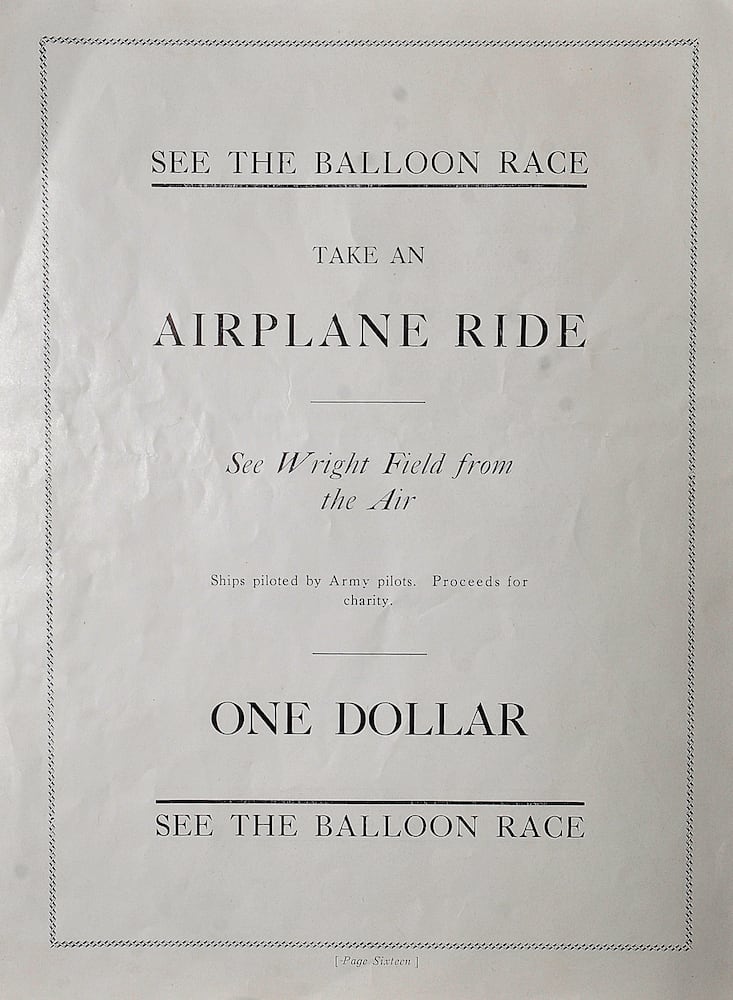 SEE THE BALLOON RACE
TAKE AN
AIRPLANE RIDE
See Wright Field from
the Air
Ships piloted by Army pilots. Proceeds for
charity.
ONE DOLLAR
SEE THE BALLOON RACE
[ Page Sixteen ]